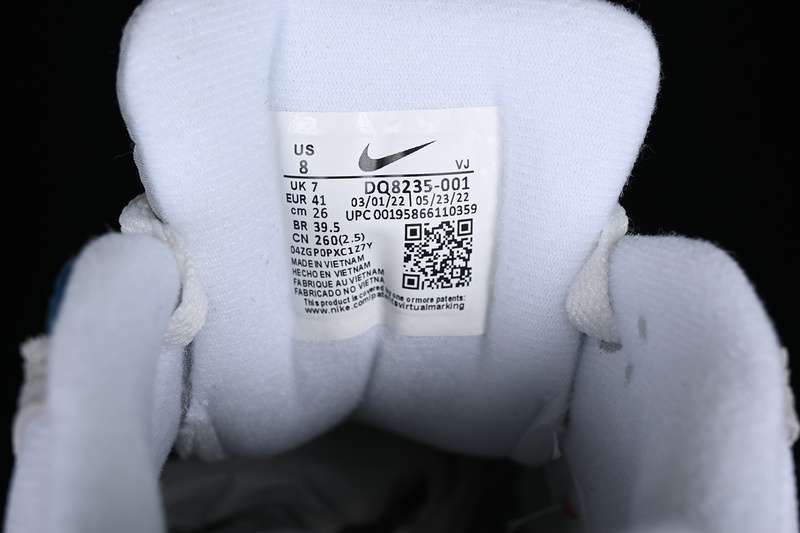 US
8
VJ
UK 7
EUR 41
cm 26
BR 39.5
CN 260(2.5)
DQ8235-001
03/01/22 05/23/22
UPC 00195866110359
04ZGP0PXC1Z7Y
MADE IN VIETNAM
HECHO EN VIETNAM
FABRIQUE AU VIETNAM
FABRICADO NO VIETNAM
This product is covered by one or more patents:
www.nike.com/patentsvirtualmarking